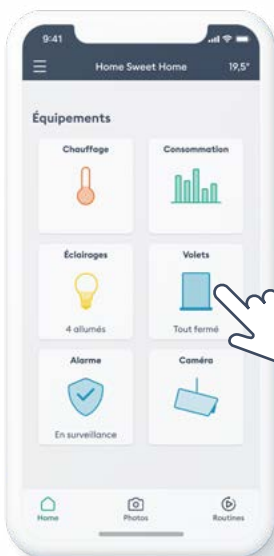 9:41
Home Sweet Home 19,5°
Équipements
Chauffage Consommation
Éclairages Volets
4 allumés Tout fermé
Alarme Caméra
En surveillance
Home Photos Routines